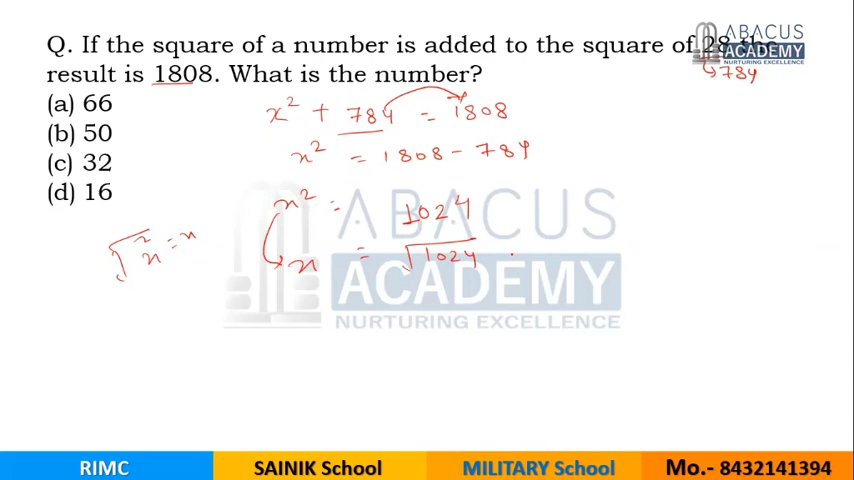 Q. If the square of a number is added to the square of 28 the
result is 1808. What is the number?
↳784
(a) 66
(b) 50
(c) 32
(d) 16
x² + 784 = 1808
x² = 1808 - 784
x² = 1024
√x² = x
x = √1024
ABACUS
ACADEMY
NURTURING EXCELLENCE
ABACUS
ACADEMY
NURTURING EXCELLENCE
RIMC SAINIK School MILITARY School Mo.- 8432141394